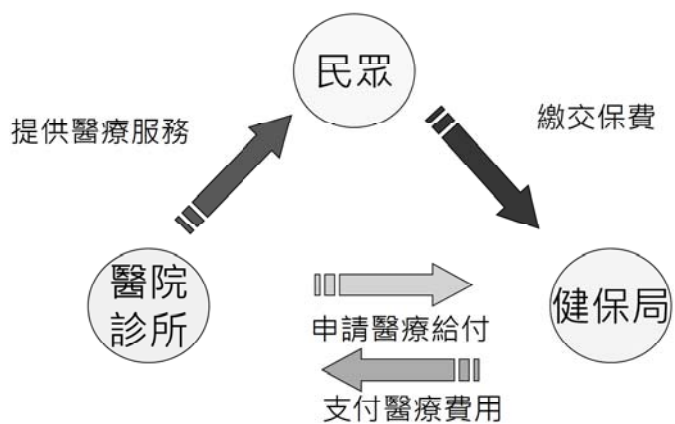 民眾
提供醫療服務
繳交保費
醫院
診所
健保局
申請醫療給付
支付醫療費用